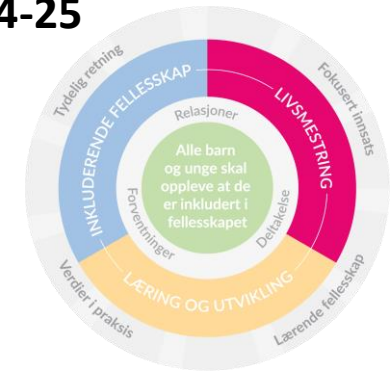 4-25
Tydelig retning
Fokusert innsats
INKLUDERENDE FELLESSKAP
LIVSMESTRING
Relasjoner
Alle barn
og unge skal
oppleve at de
er inkludert i
fellesskapet
Forventninger
Deltakelse
LÆRING OG UTVIKLING
Verdier i praksis
Lærende fellesskap